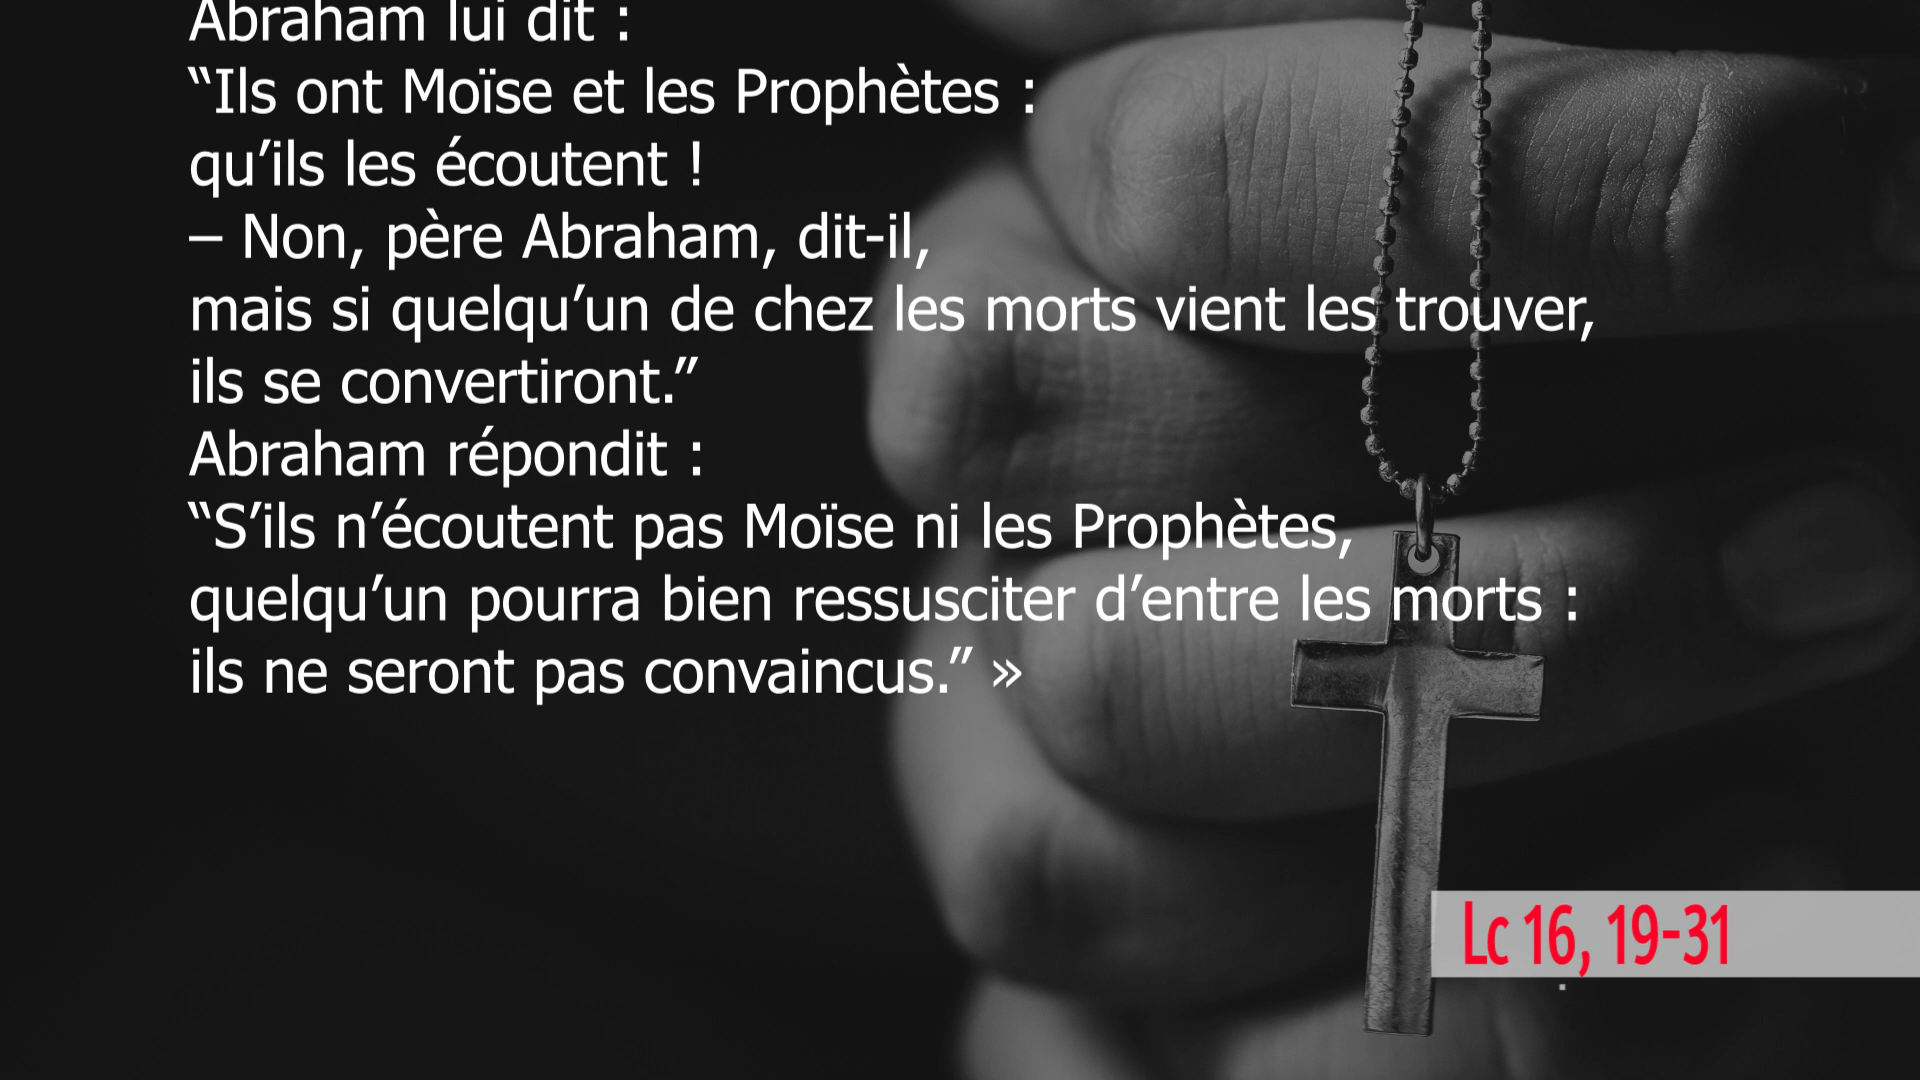 Abraham lui dit :
“Ils ont Moïse et les Prophètes :
qu’ils les écoutent !
– Non, père Abraham, dit-il,
mais si quelqu’un de chez les morts vient les trouver,
ils se convertiront.”
Abraham répondit :
“S’ils n’écoutent pas Moïse ni les Prophètes,
quelqu’un pourra bien ressusciter d’entre les morts :
ils ne seront pas convaincus.” »
Lc 16, 19-31